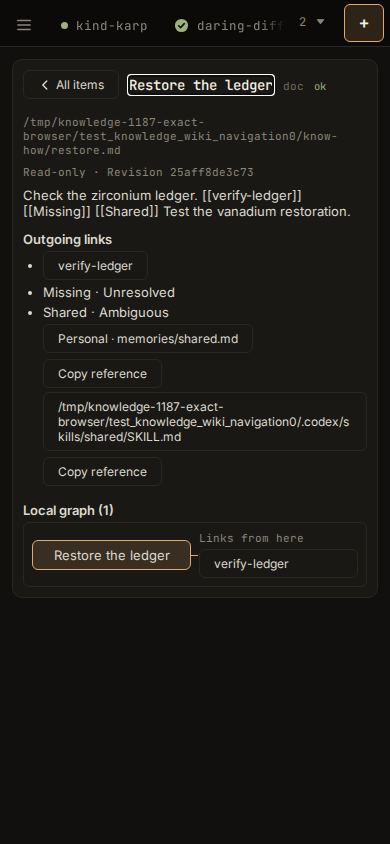 kind-karp
daring-diff
2
+
All items
Restore the ledger
doc
ok
/tmp/knowledge-1187-exact-
browser/test_knowledge_wiki_navigation0/know-
how/restore.md
Read-only · Revision 25aff8de3c73
Check the zirconium ledger. [[verify-ledger]]
[[Missing]] [[Shared]] Test the vanadium restoration.
Outgoing links
verify-ledger
Missing · Unresolved
Shared · Ambiguous
Personal · memories/shared.md
Copy reference
/tmp/knowledge-1187-exact-
browser/test_knowledge_wiki_navigation0/.codex/s
kills/shared/SKILL.md
Copy reference
Local graph (1)
Links from here
Restore the ledger
verify-ledger